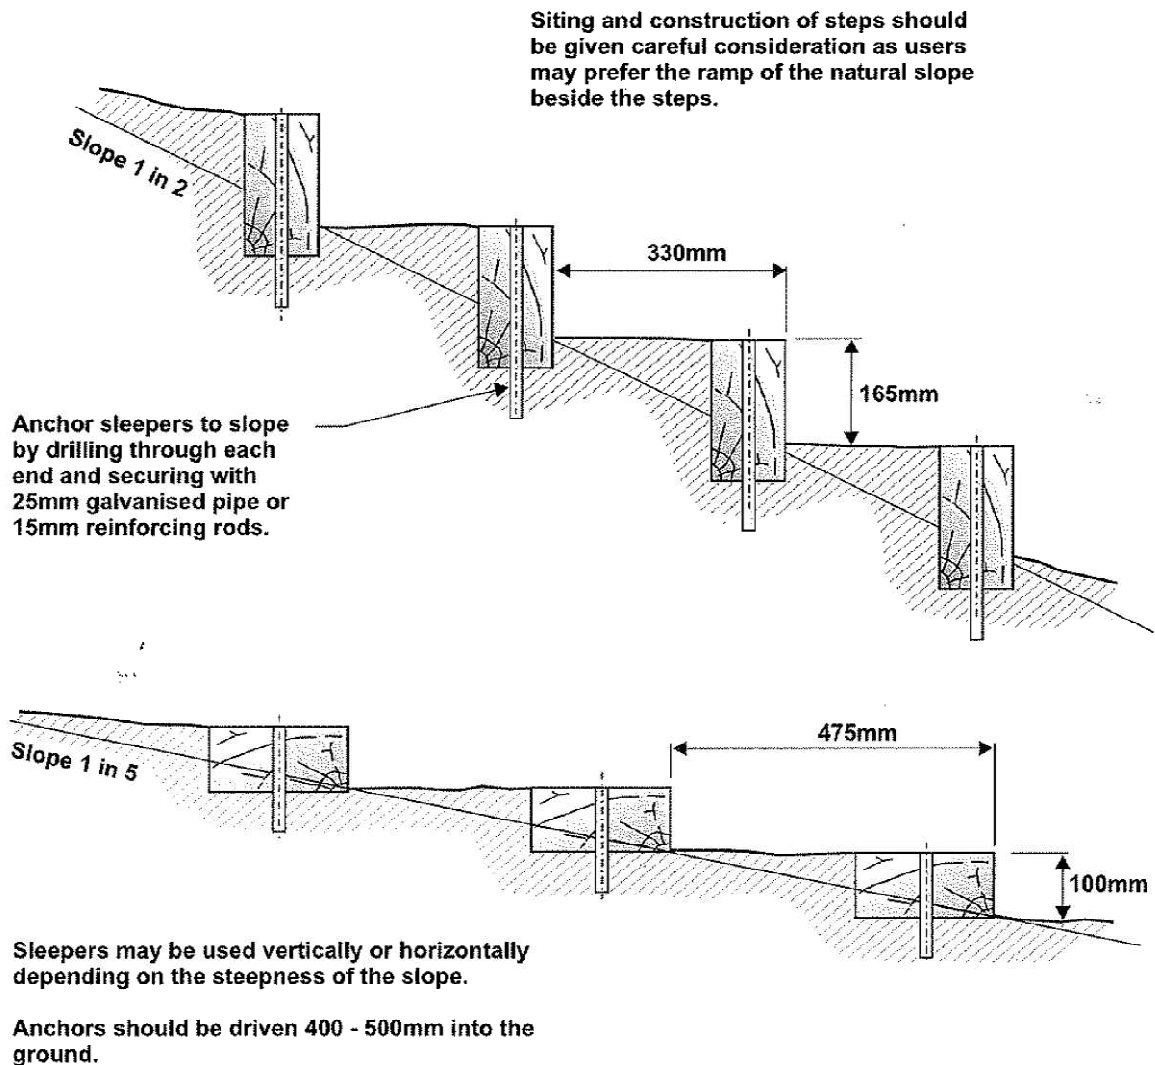 Siting and construction of steps should
be given careful consideration as users
may prefer the ramp of the natural slope
beside the steps.
Slope 1 in 2
330mm
165mm
Anchor sleepers to slope
by drilling through each
end and securing with
25mm galvanised pipe or
15mm reinforcing rods.
475mm
Slope 1 in 5
100mm
Sleepers may be used vertically or horizontally
depending on the steepness of the slope.
Anchors should be driven 400 - 500mm into the
ground.